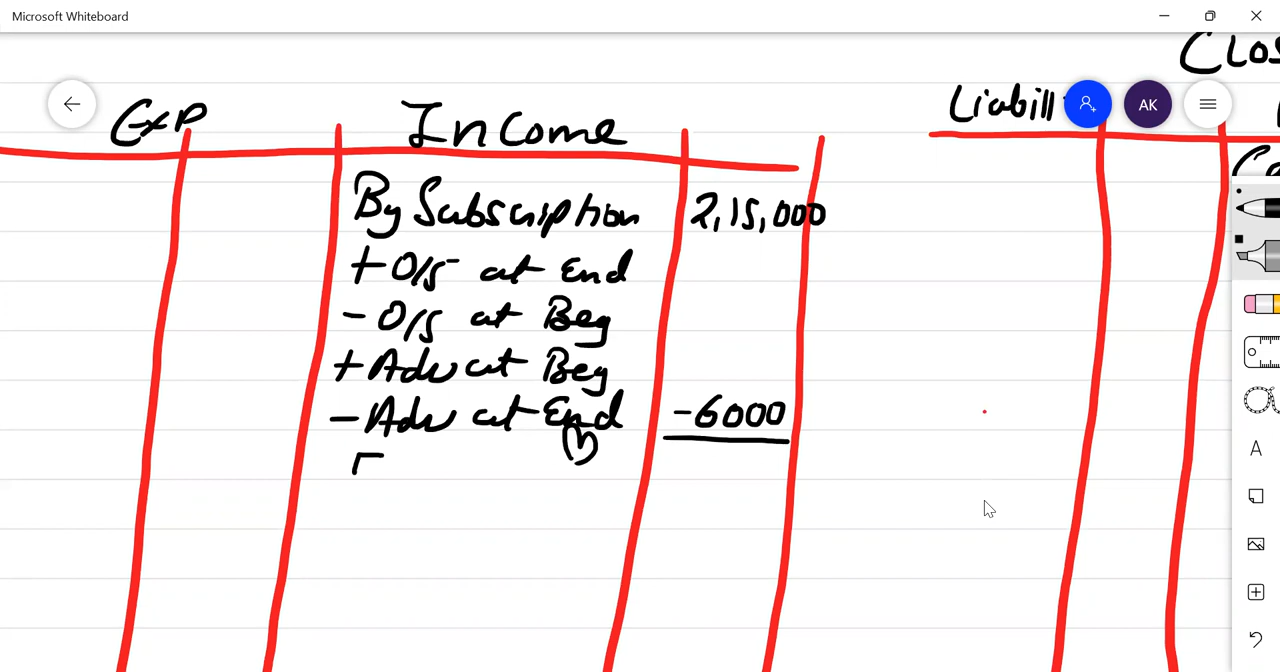 Microsoft Whiteboard
Clos
Exp
Income
Liabili
AK
By Subscription 2,15,000
+ O/S at End
- O/S at Beg
+ Adv at Beg
- Adv at End -6000
A